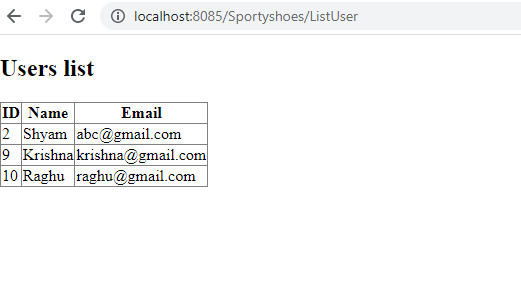 localhost:8085/Sportyshoes/ListUser
Users list
ID Name Email
2 Shyam abc@gmail.com
9 Krishna krishna@gmail.com
10 Raghu raghu@gmail.com